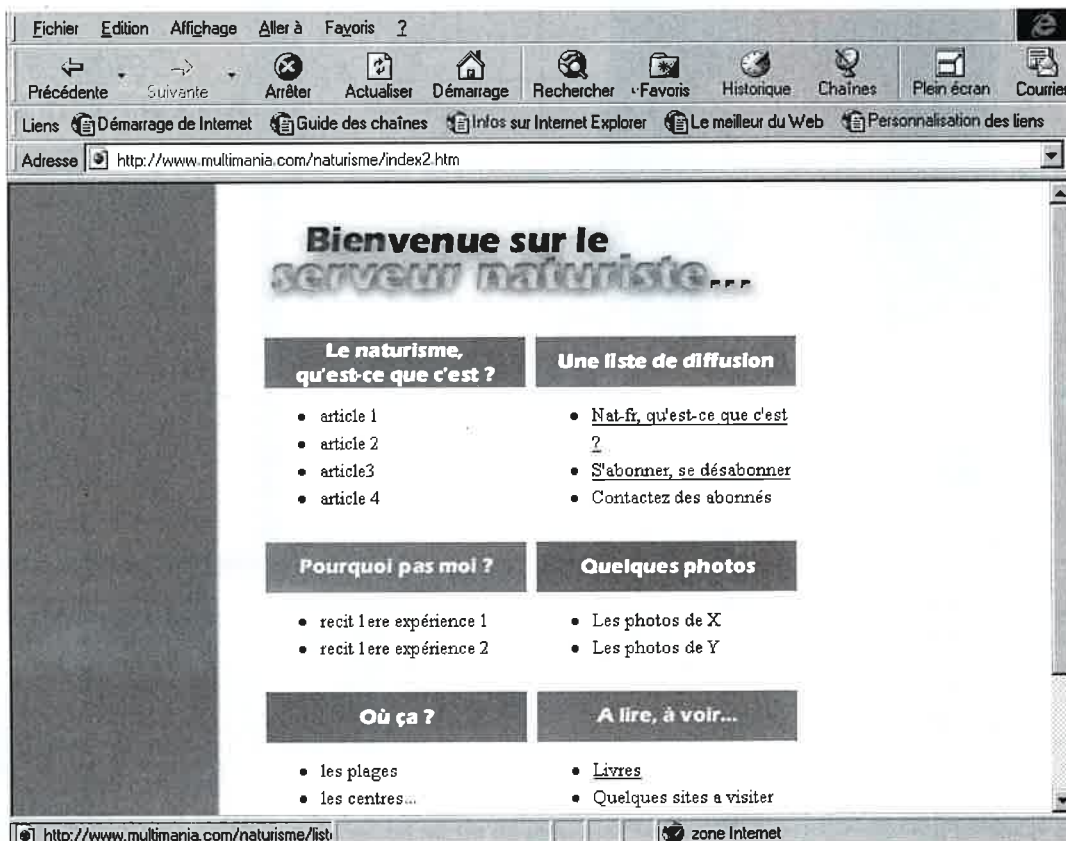 Fichier Edition Affichage Aller à Favoris ?
Précédente Suivante Arrêter Actualiser Démarrage Rechercher Favoris Historique Chaînes Plein écran Courrier
Liens Démarrage de Internet Guide des chaînes Infos sur Internet Explorer Le meilleur du Web Personnalisation des liens
Adresse http://www.multimania.com/naturisme/index2.htm
Bienvenue sur le
serveur naturiste...
Le naturisme,
qu'est-ce que c'est ?
• article 1
• article 2
• article3
• article 4
Une liste de diffusion
• Nat-fr, qu'est-ce que c'est
?
• S'abonner, se désabonner
• Contactez des abonnés
Pourquoi pas moi ?
• recit 1ere expérience 1
• recit 1ere expérience 2
Quelques photos
• Les photos de X
• Les photos de Y
Où ça ?
• les plages
• les centres...
A lire, à voir...
• Livres
• Quelques sites a visiter
http://www.multimania.com/naturisme/list
zone Internet